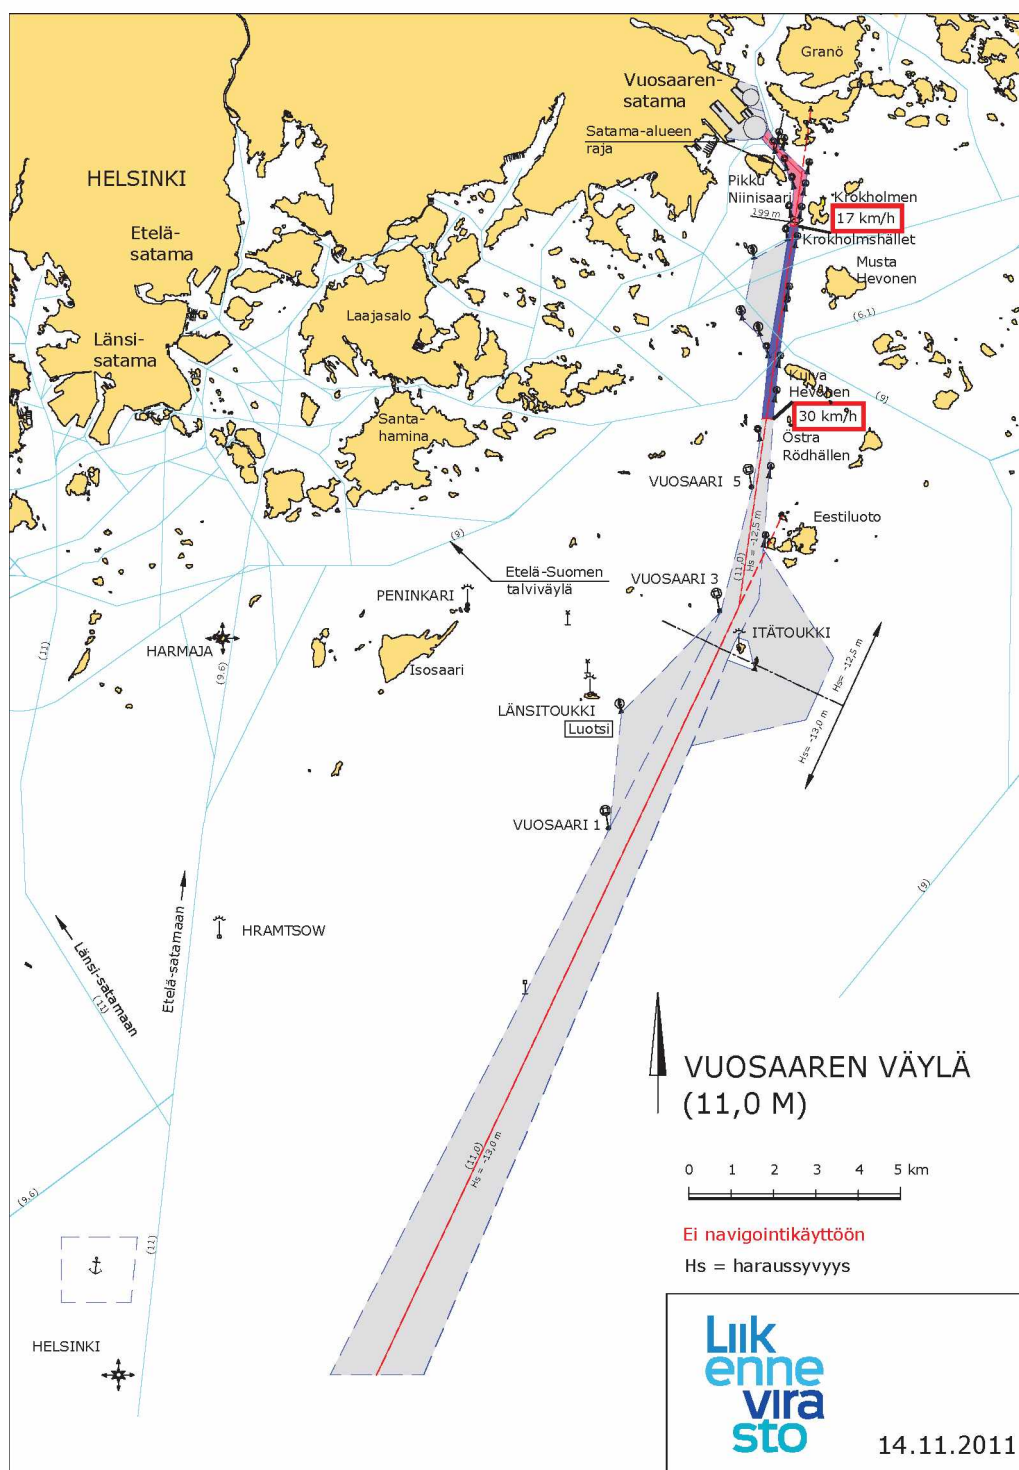 Granö
Vuosaaren-
satama
Satama-alueen
raja
HELSINKI
Pikku
Niinisaari
Krokholmen
199 m
17 km/h
Krokholmshället
Etelä-
satama
Musta
Hevonen
Laajasalo
(6,1)
Länsi-
satama
Kuiva
Hevonen
(9)
30 km/h
Santa-
hamina
Östra
Rödhällen
VUOSAARI 5
Eestiluoto
(9)
Hs = -12,5 m
(11,0)
Etelä-Suomen
talviväylä
VUOSAARI 3
PENINKARI
ITÄTOUKKI
HARMAJA
(11)
(9,6)
Isosaari
Hs= -12,5 m
LÄNSITOUKKI
Luotsi
Hs= -13,0 m
VUOSAARI 1
(9)
HRAMTSOW
Länsi-satamaan
(11)
Etelä-satamaan
VUOSAAREN VÄYLÄ
(11,0 M)
(11,0)
Hs = -13,0 m
0 1 2 3 4 5 km
(9,6)
Ei navigointikäyttöön
(11)
Hs = haraussyvyys
HELSINKI
Liik
enne
vira
sto
14.11.2011